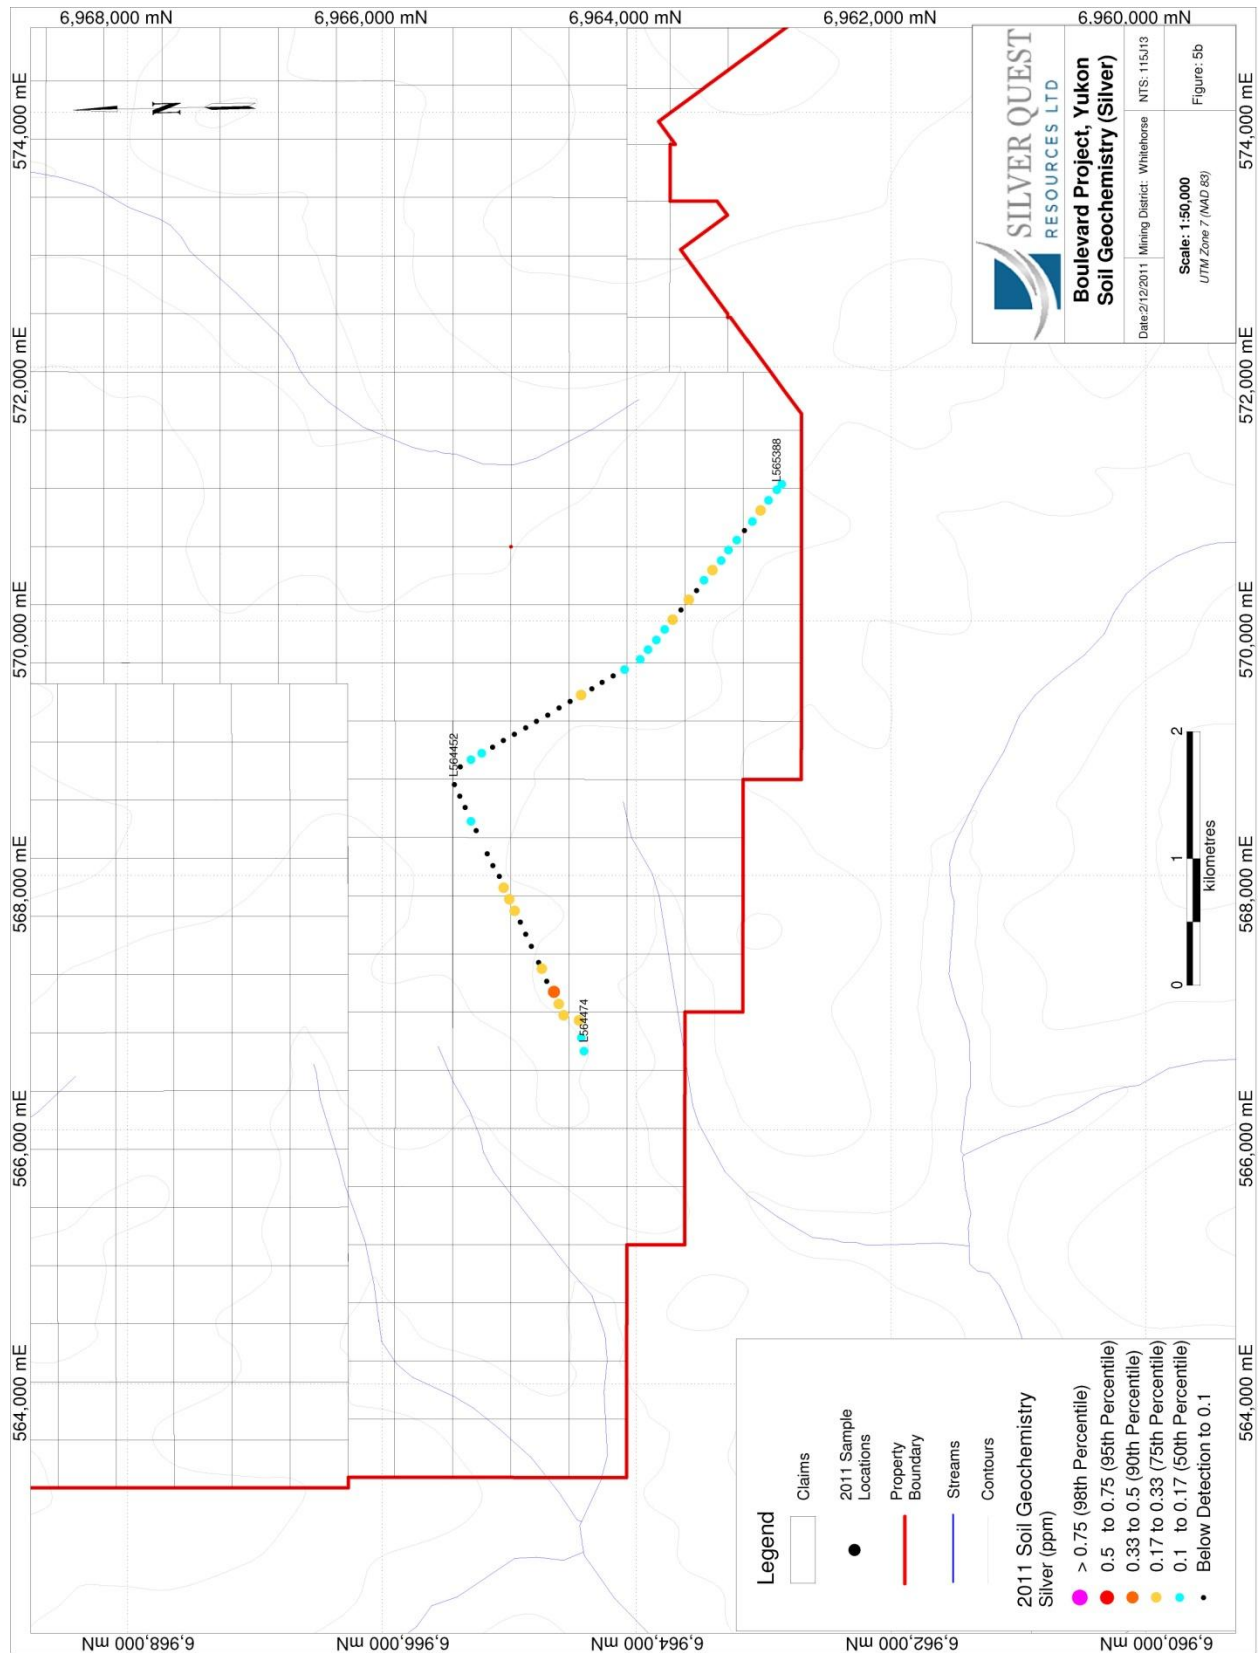 564,000 mE
566,000 mE
568,000 mE
570,000 mE
572,000 mE
574,000 mE
6,968,000 mN
6,968,000 mN
N
6,966,000 mN
6,966,000 mN
6,964,000 mN
6,964,000 mN
6,962,000 mN
6,962,000 mN
6,960,000 mN
6,960,000 mN
L564474
L564452
L565388
Legend
Claims
2011 Sample
Locations
Property
Boundary
Streams
Contours
2011 Soil Geochemistry
Silver (ppm)
> 0.75 (98th Percentile)
0.5 to 0.75 (95th Percentile)
0.33 to 0.5 (90th Percentile)
0.17 to 0.33 (75th Percentile)
0.1 to 0.17 (50th Percentile)
Below Detection to 0.1
0 1 2
kilometres
SILVER QUEST
RESOURCES LTD
Boulevard Project, Yukon
Soil Geochemistry (Silver)
Date:2/12/2011 Mining District: Whitehorse NTS: 115J13
Scale: 1:50,000
UTM Zone 7 (NAD 83)
Figure: 5b
564,000 mE
566,000 mE
568,000 mE
570,000 mE
572,000 mE
574,000 mE